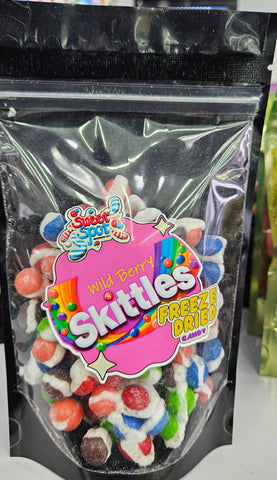 Sweet
Spot
Wild Berry
Skittles
FREEZE
DRIED
CANDY